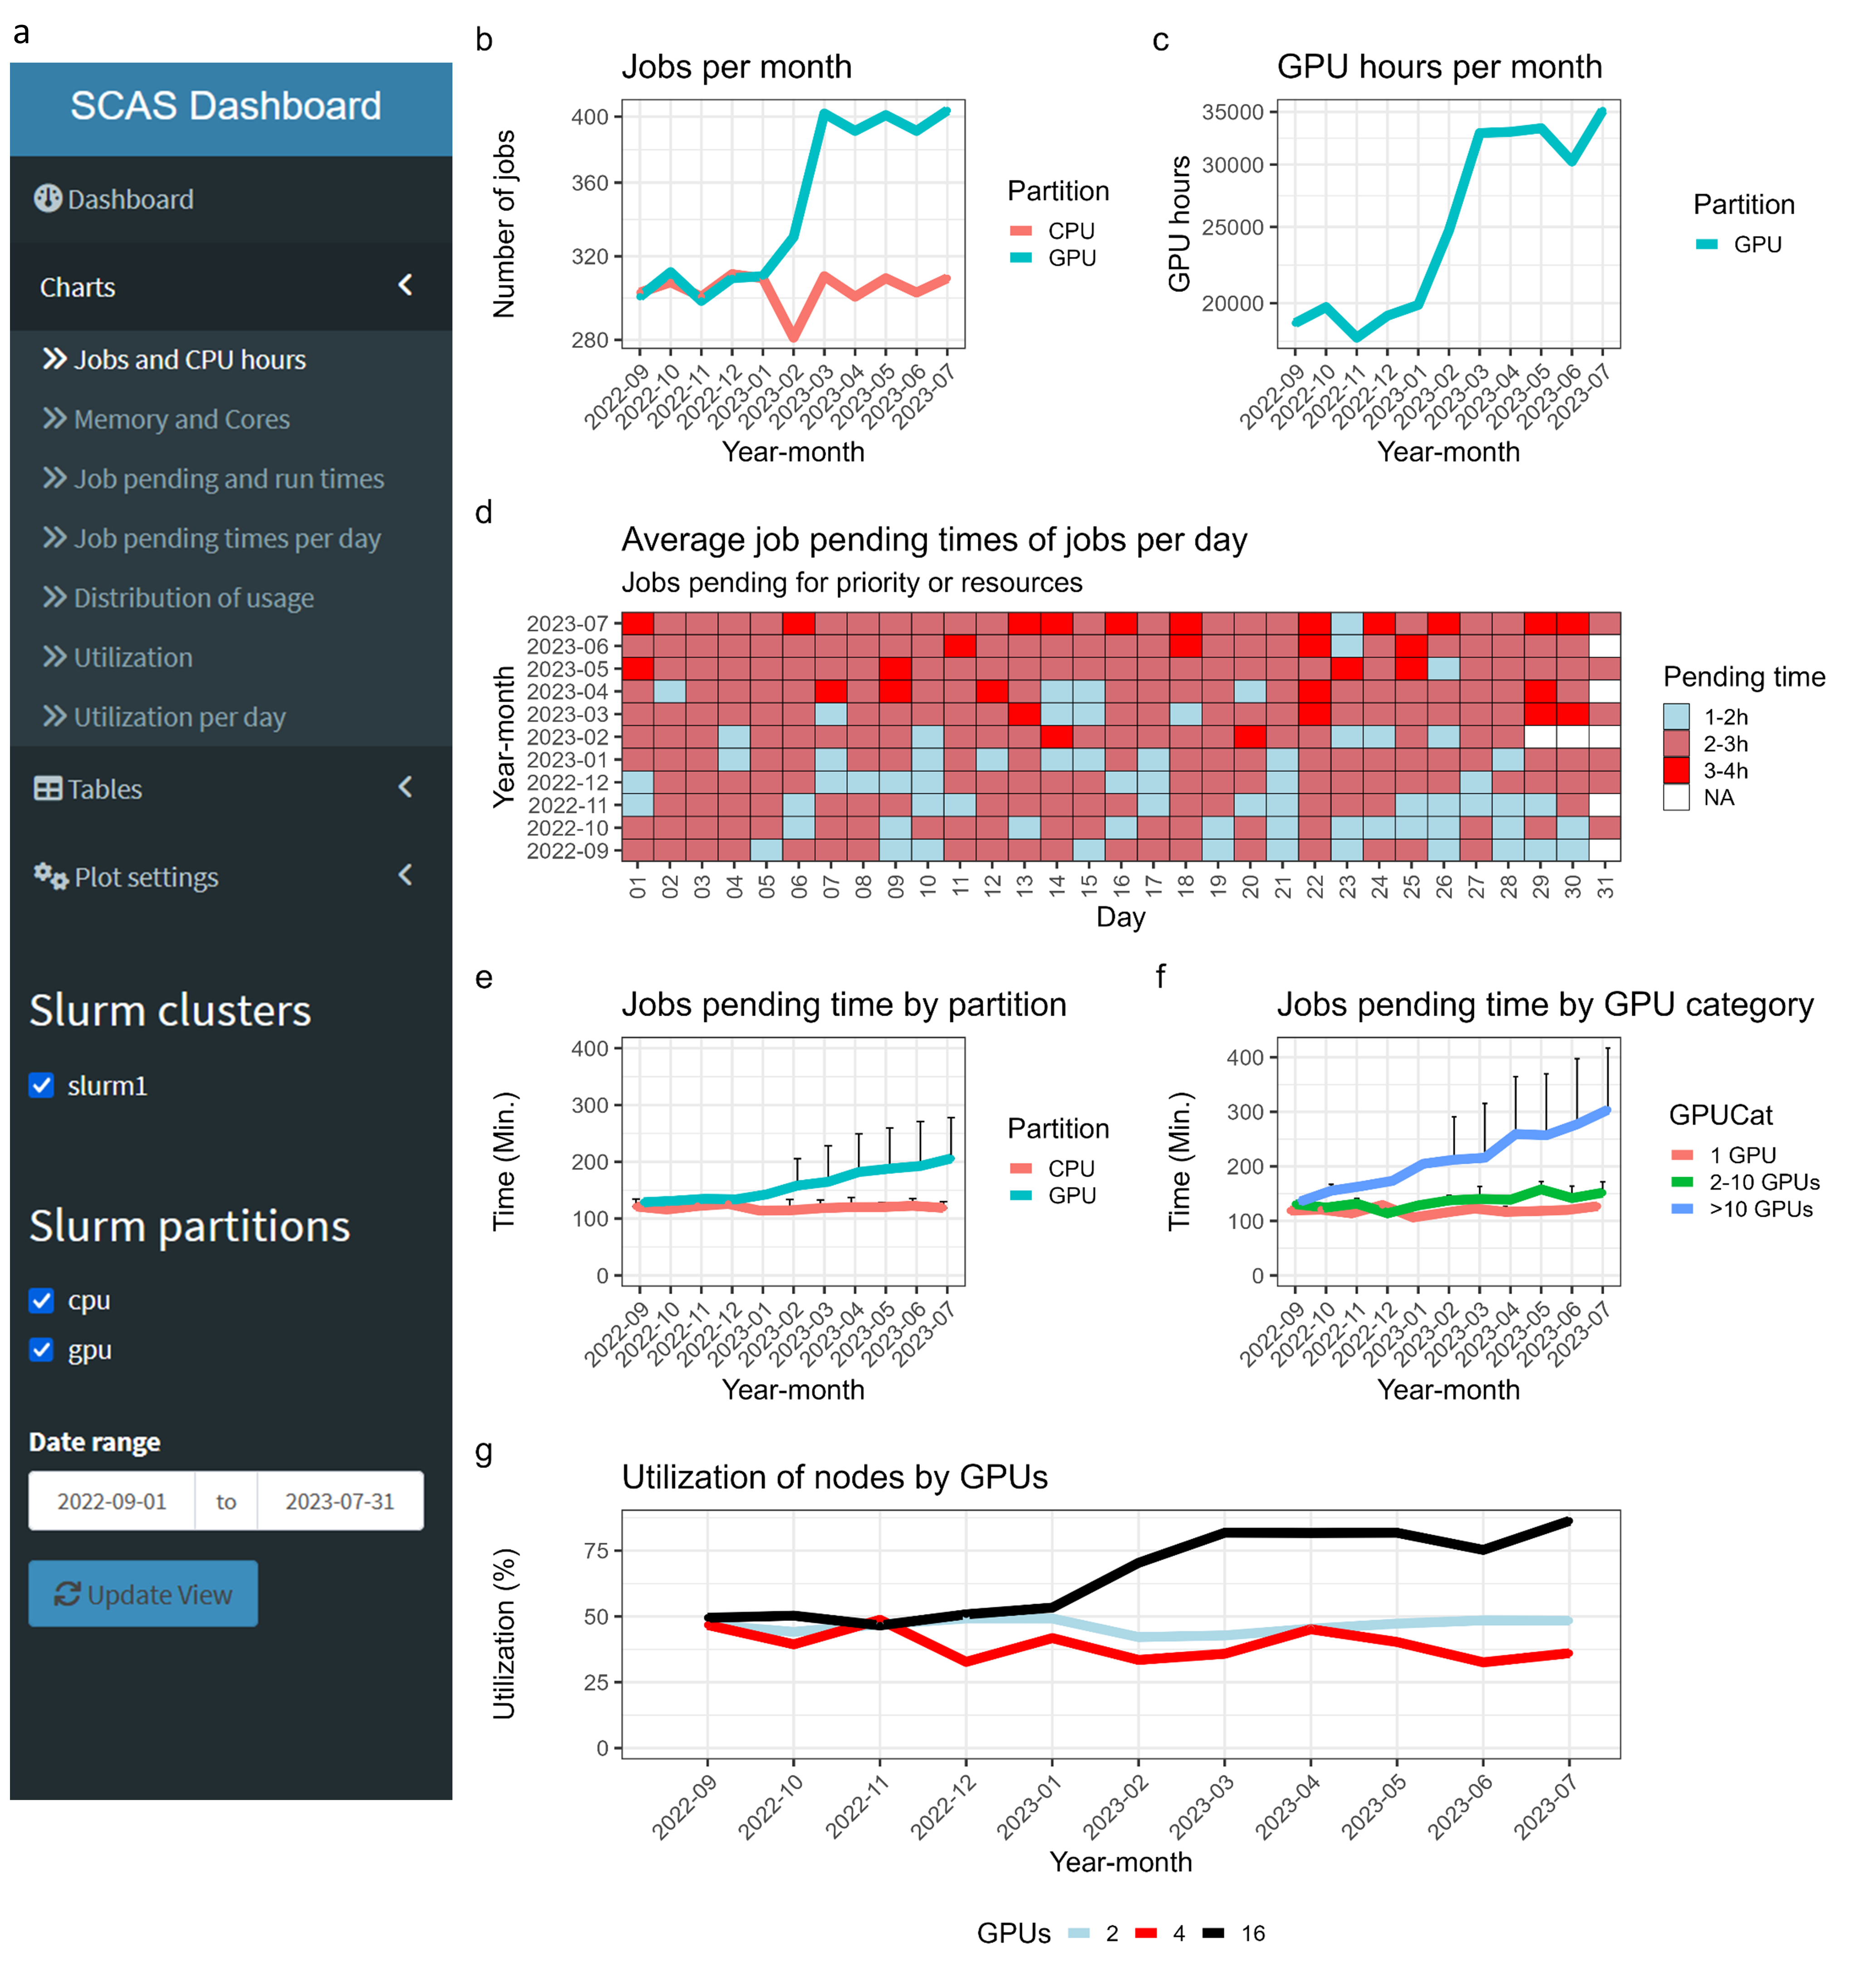 a
SCAS Dashboard
Dashboard
Charts
Jobs and CPU hours
Memory and Cores
Job pending and run times
Job pending times per day
Distribution of usage
Utilization
Utilization per day
Tables
Plot settings
Slurm clusters
slurm1
Slurm partitions
cpu
gpu
Date range
2022-09-01 to 2023-07-31
Update View
b
Jobs per month
Number of jobs
400
360
320
280
2022-09 2022-10 2022-11 2022-12 2023-01 2023-02 2023-03 2023-04 2023-05 2023-06 2023-07
Year-month
Partition
CPU
GPU
c
GPU hours per month
GPU hours
35000
30000
25000
20000
2022-09 2022-10 2022-11 2022-12 2023-01 2023-02 2023-03 2023-04 2023-05 2023-06 2023-07
Year-month
Partition
GPU
d
Average job pending times of jobs per day
Jobs pending for priority or resources
Year-month
2023-07
2023-06
2023-05
2023-04
2023-03
2023-02
2023-01
2022-12
2022-11
2022-10
2022-09
01 02 03 04 05 06 07 08 09 10 11 12 13 14 15 16 17 18 19 20 21 22 23 24 25 26 27 28 29 30 31
Day
Pending time
1-2h
2-3h
3-4h
NA
e
Jobs pending time by partition
Time (Min.)
400
300
200
100
0
2022-09 2022-10 2022-11 2022-12 2023-01 2023-02 2023-03 2023-04 2023-05 2023-06 2023-07
Year-month
Partition
CPU
GPU
f
Jobs pending time by GPU category
Time (Min.)
400
300
200
100
0
2022-09 2022-10 2022-11 2022-12 2023-01 2023-02 2023-03 2023-04 2023-05 2023-06 2023-07
Year-month
GPUCat
1 GPU
2-10 GPUs
>10 GPUs
g
Utilization of nodes by GPUs
Utilization (%)
75
50
25
0
2022-09 2022-10 2022-11 2022-12 2023-01 2023-02 2023-03 2023-04 2023-05 2023-06 2023-07
Year-month
GPUs 2 4 16